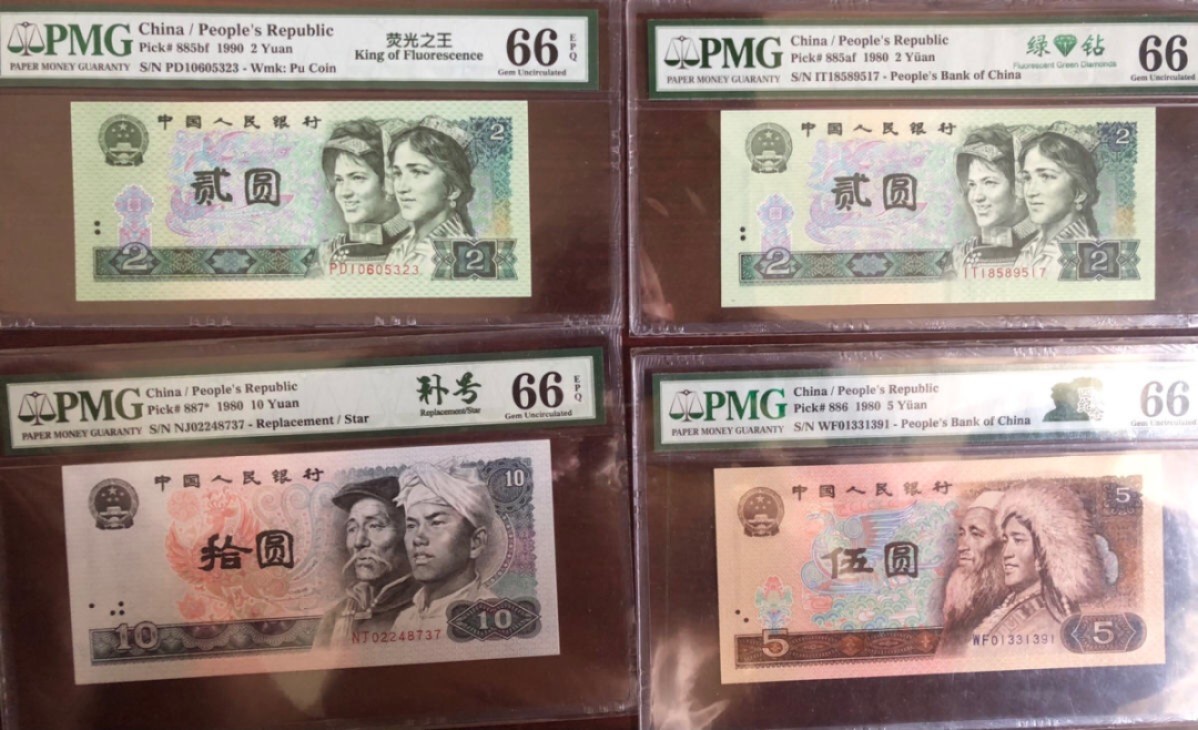 PMG
PAPER MONEY GUARANTY
China / People's Republic
Pick# 885bf 1990 2 Yuan
S/N PD10605323 - Wmk: Pu Coin
荧光之王
King of Fluorescence
66
EPQ
Gem Uncirculated
中国人民银行
2
贰圆
2
PD10605323
2
PMG
PAPER MONEY GUARANTY
China / People's Republic
Pick# 885af 1980 2 Yüan
S/N IT18589517 - People's Bank of China
绿 钻
Fluorescent Green Diamonds
66
Gem Uncirculated
中国人民银行
2
贰圆
2
IT18589517
2
PMG
PAPER MONEY GUARANTY
China / People's Republic
Pick# 887* 1980 10 Yuan
S/N NJ02248737 - Replacement / Star
补号
Replacement/Star
66
EPQ
Gem Uncirculated
中国人民银行
10
拾圆
10
NJ02248737
10
PMG
PAPER MONEY GUARANTY
China / People's Republic
Pick# 886 1980 5 Yüan
S/N WF01331391 - People's Bank of China
66
Gem Uncirculated
中国人民银行
5
伍圆
5
WF01331391
5